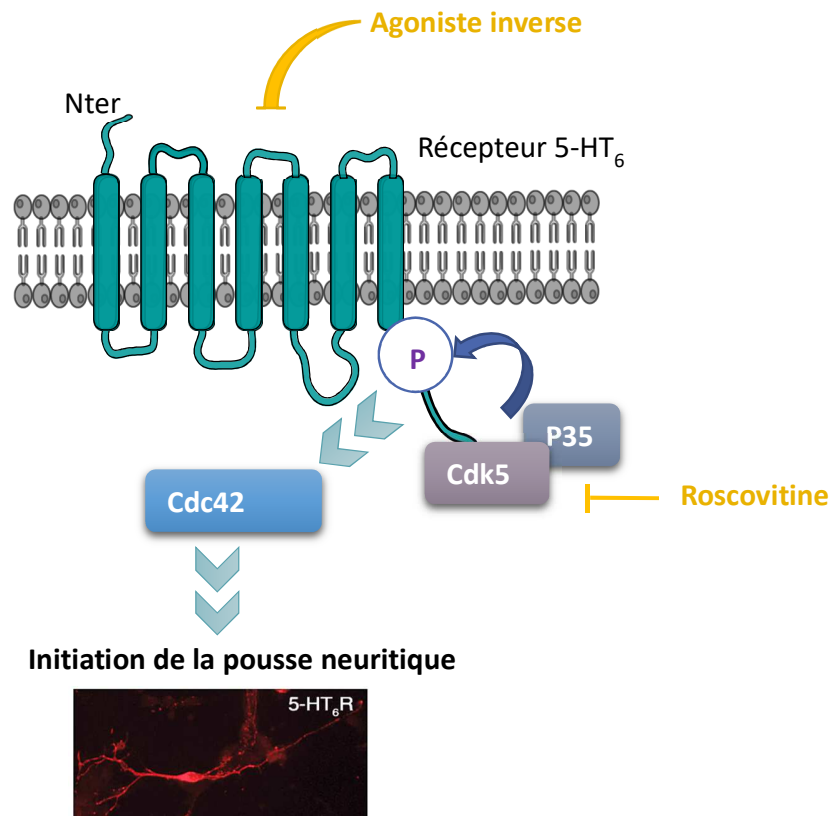 Agoniste inverse
Nter
Récepteur 5-HT₆
P
P35
Cdk5
Cdc42
Roscovitine
Initiation de la pousse neuritique
5-HT₆R